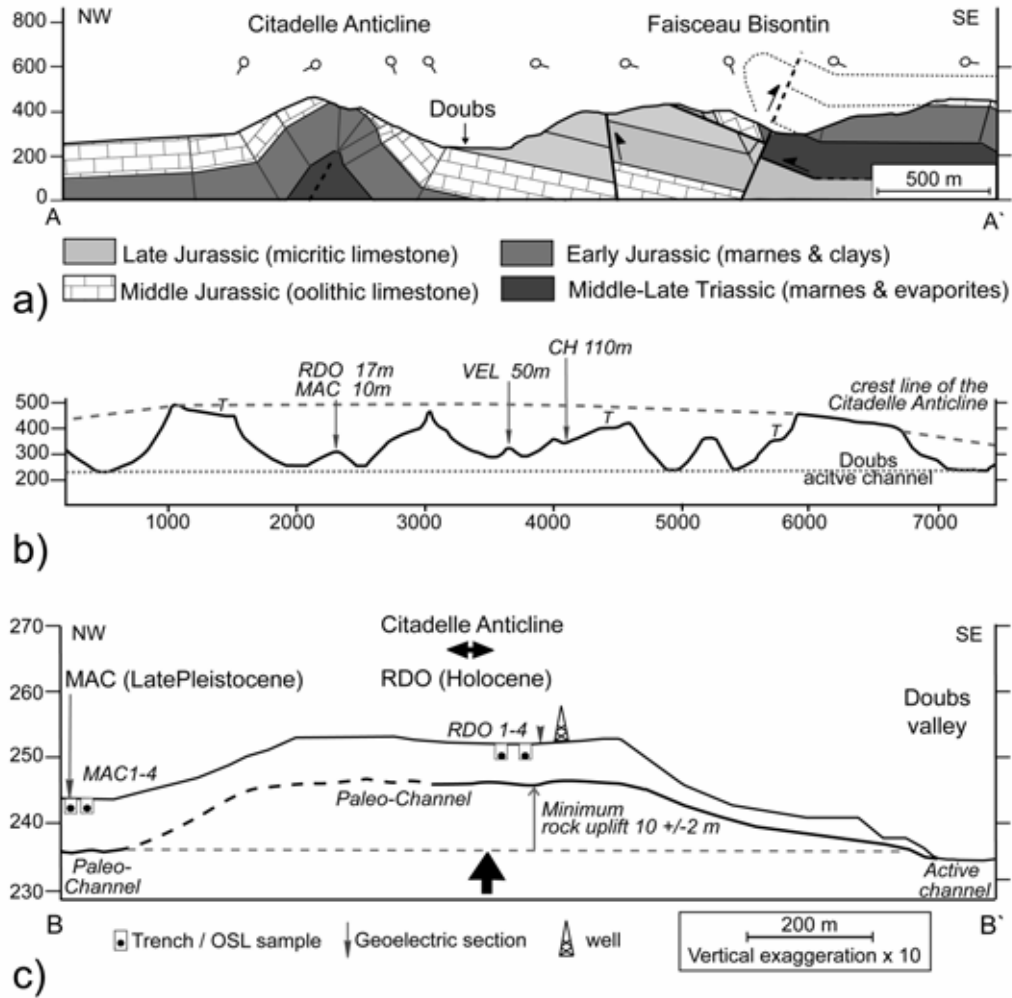 NW Citadelle Anticline Faisceau Bisontin SE
800
600
400
200
0
Doubs
500 m
A A`
Late Jurassic (micritic limestone) Early Jurassic (marnes & clays)
Middle Jurassic (oolithic limestone) Middle-Late Triassic (marnes & evaporites)
a)
CH 110m
RDO 17m VEL 50m
MAC 10m
crest line of the
Citadelle Anticline
500
400
300
200
T T T
Doubs
acitve channel
1000 2000 3000 4000 5000 6000 7000
b)
270
260
250
240
230
NW Citadelle Anticline SE
MAC (LatePleistocene) RDO (Holocene) Doubs
valley
RDO 1-4
MAC1-4
Paleo-Channel
Minimum
rock uplift 10 +/-2 m
Paleo-
Channel
Active
channel
B B`
Trench / OSL sample Geoelectric section well
200 m
Vertical exaggeration x 10
c)